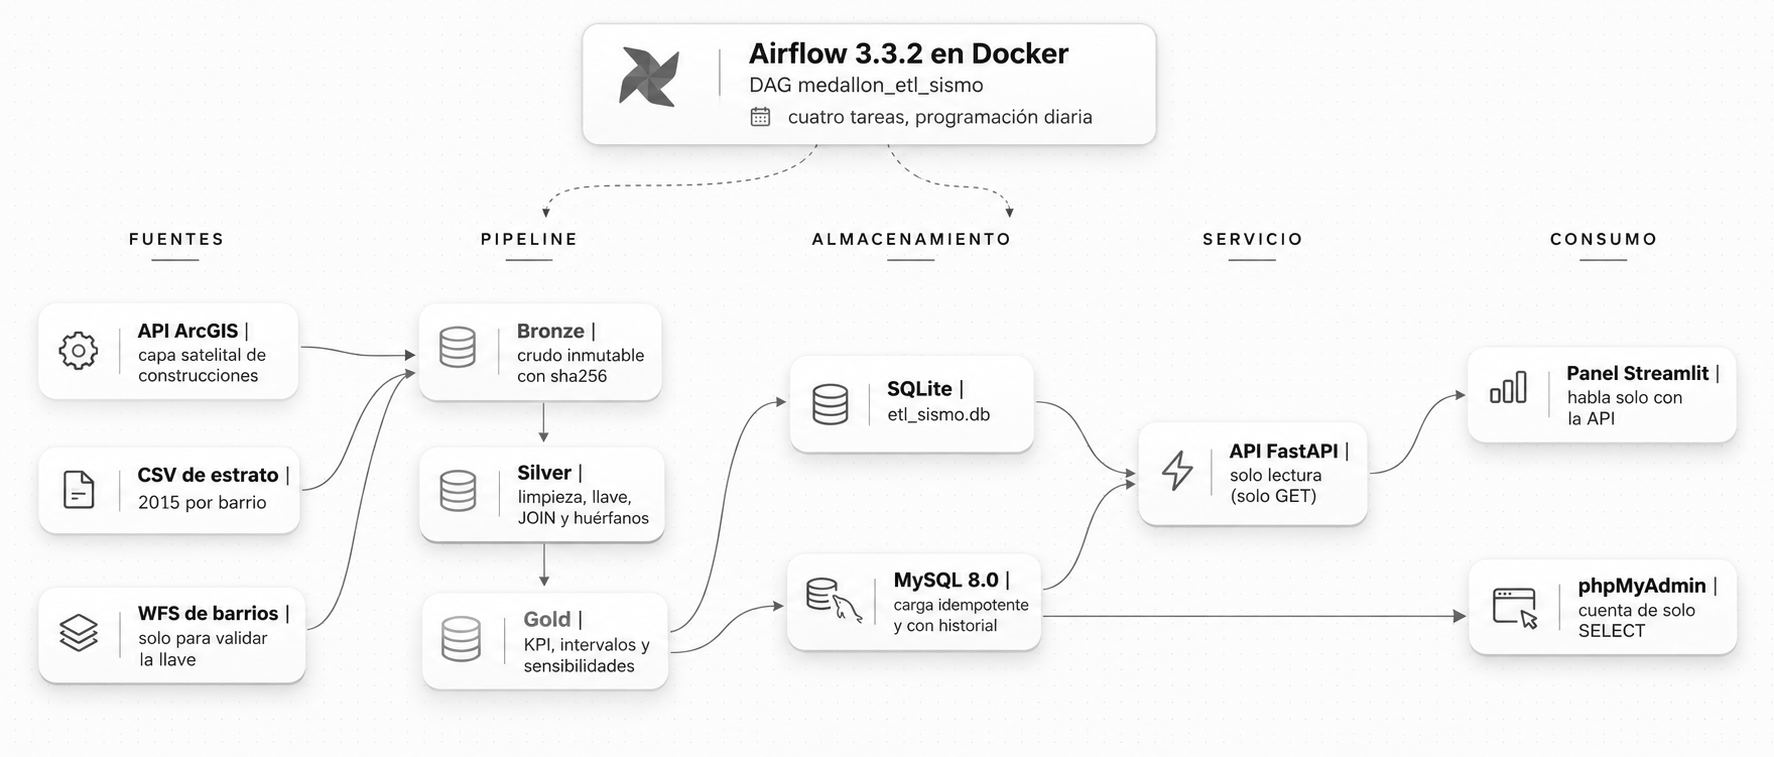 Airflow 3.3.2 en Docker
DAG medallon_etl_sismo
cuatro tareas, programación diaria
FUENTES
PIPELINE
ALMACENAMIENTO
SERVICIO
CONSUMO
API ArcGIS |
capa satelital de
construcciones
CSV de estrato |
2015 por barrio
WFS de barrios |
solo para validar
la llave
Bronze |
crudo inmutable
con sha256
Silver |
limpieza, llave,
JOIN y huérfanos
Gold |
KPI, intervalos y
sensibilidades
SQLite |
etl_sismo.db
MySQL 8.0 |
carga idempotente
y con historial
API FastAPI |
solo lectura
(solo GET)
Panel Streamlit |
habla solo con
la API
phpMyAdmin |
cuenta de solo
SELECT